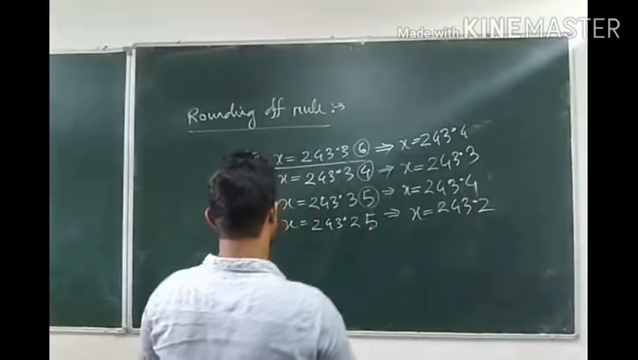 Made with KINEMASTER
Rounding off rule :→
x = 243.36 ⇒ x = 243.4
x = 243.34 → x = 243.3
x = 243.35 → x = 243.4
x = 243.25 ⇒ x = 243.2